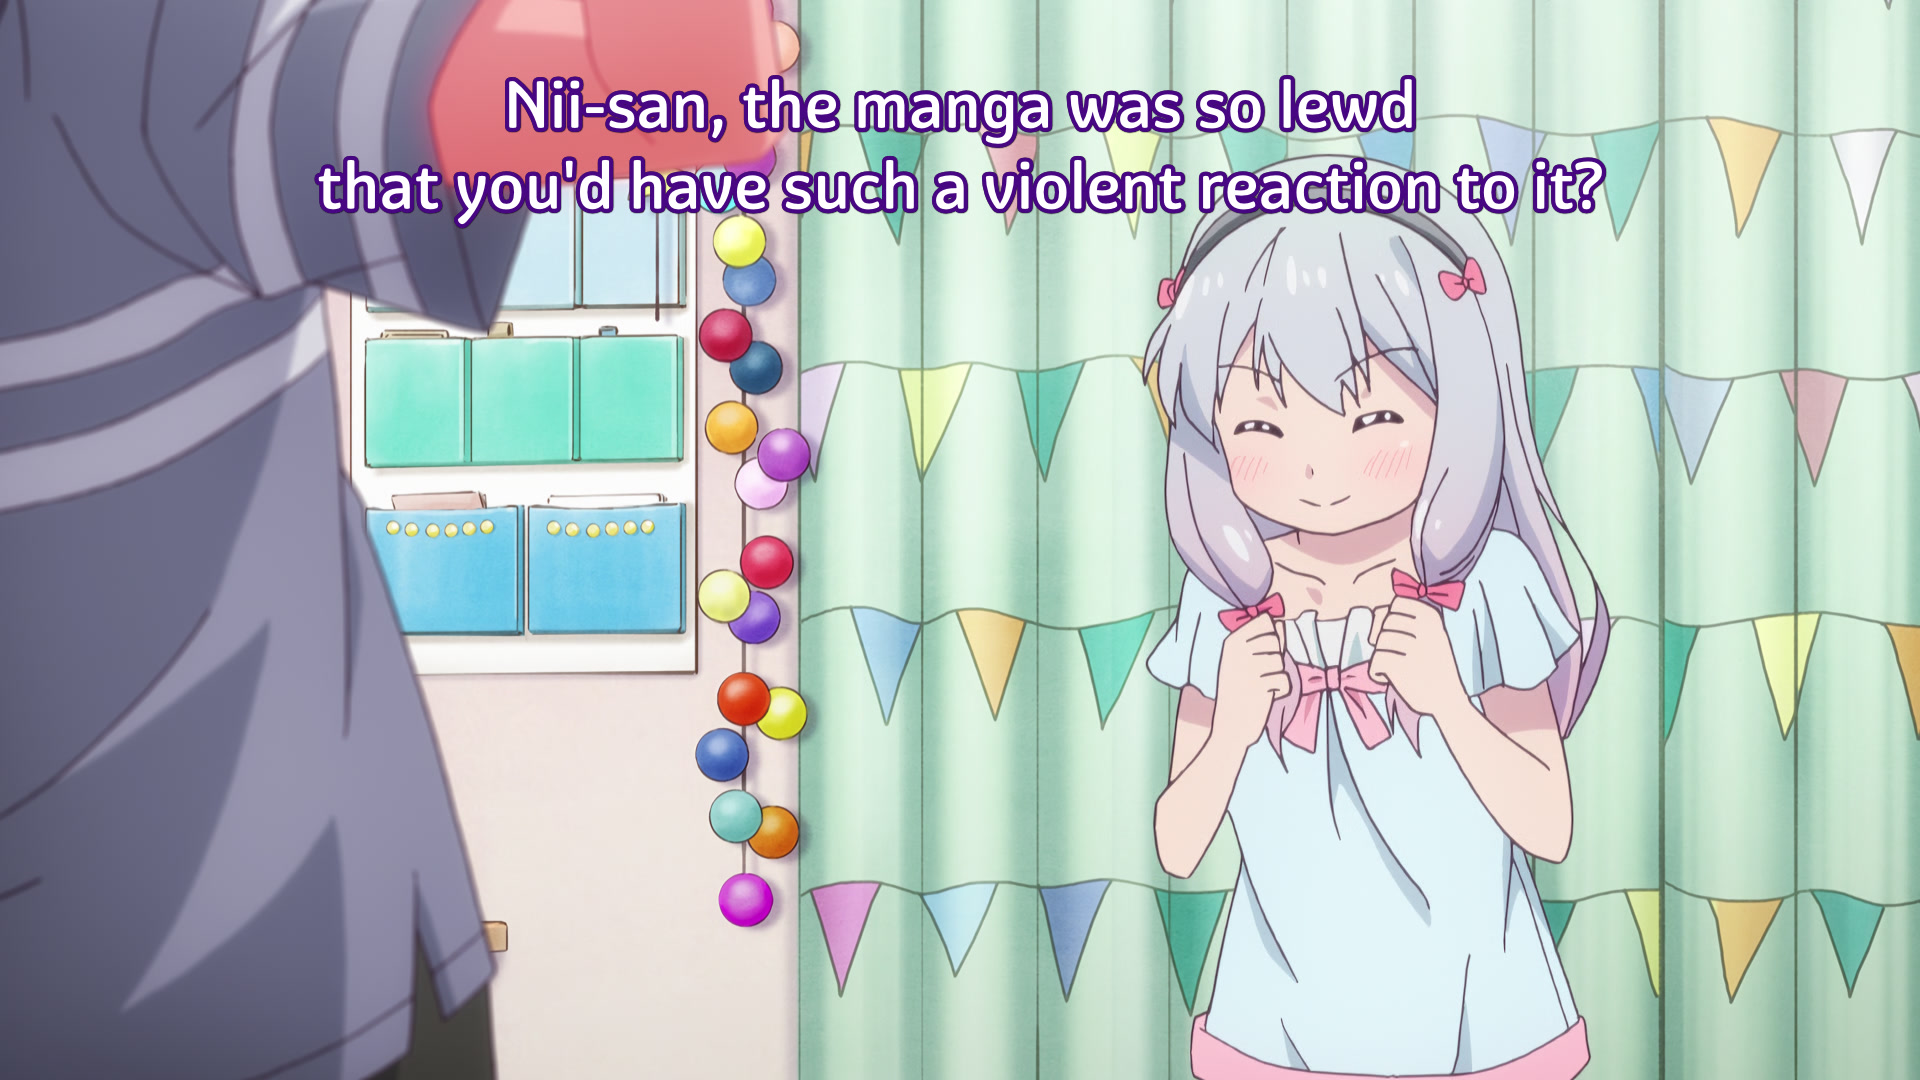 Nii-san, the manga was so lewd
that you'd have such a violent reaction to it?